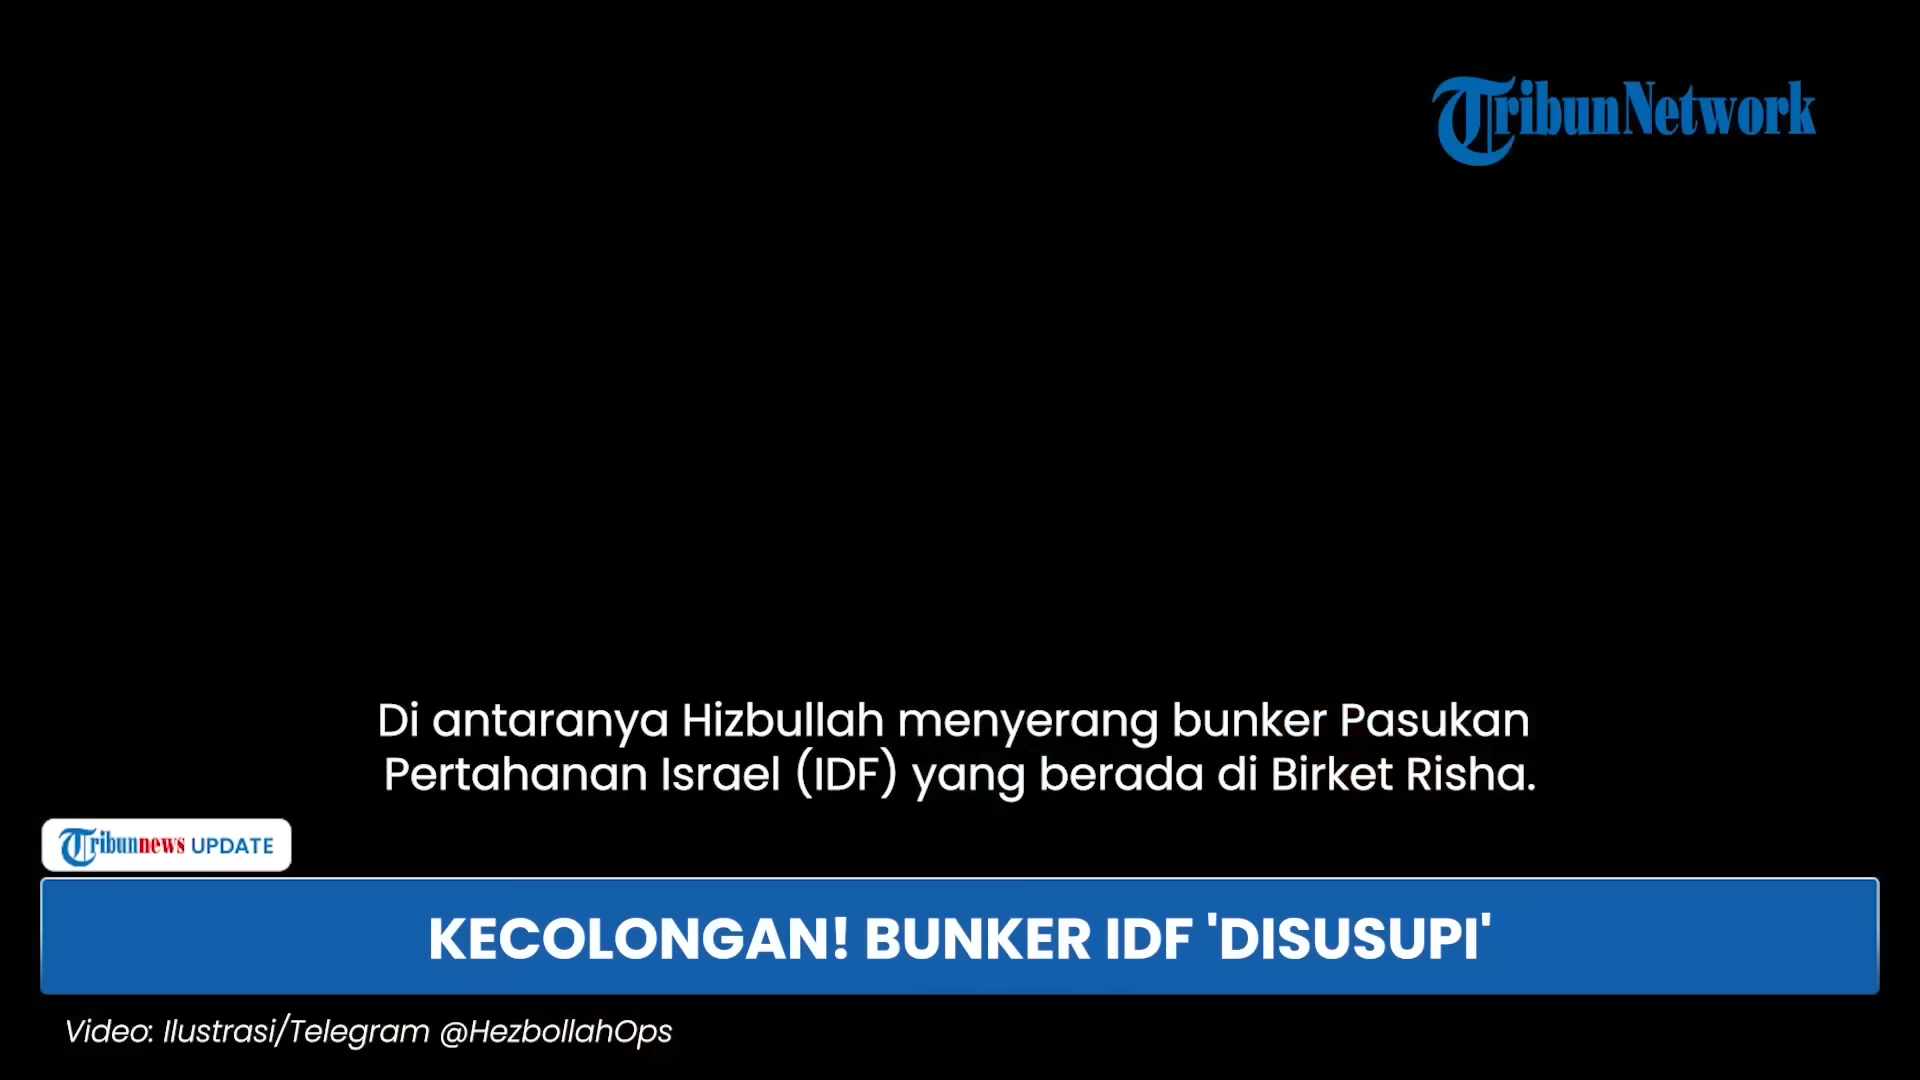 TribunNetwork
Di antaranya Hizbullah menyerang bunker Pasukan
Pertahanan Israel (IDF) yang berada di Birket Risha.
Tribunnews UPDATE
KECOLONGAN! BUNKER IDF 'DISUSUPI'
Video: Ilustrasi/Telegram @HezbollahOps